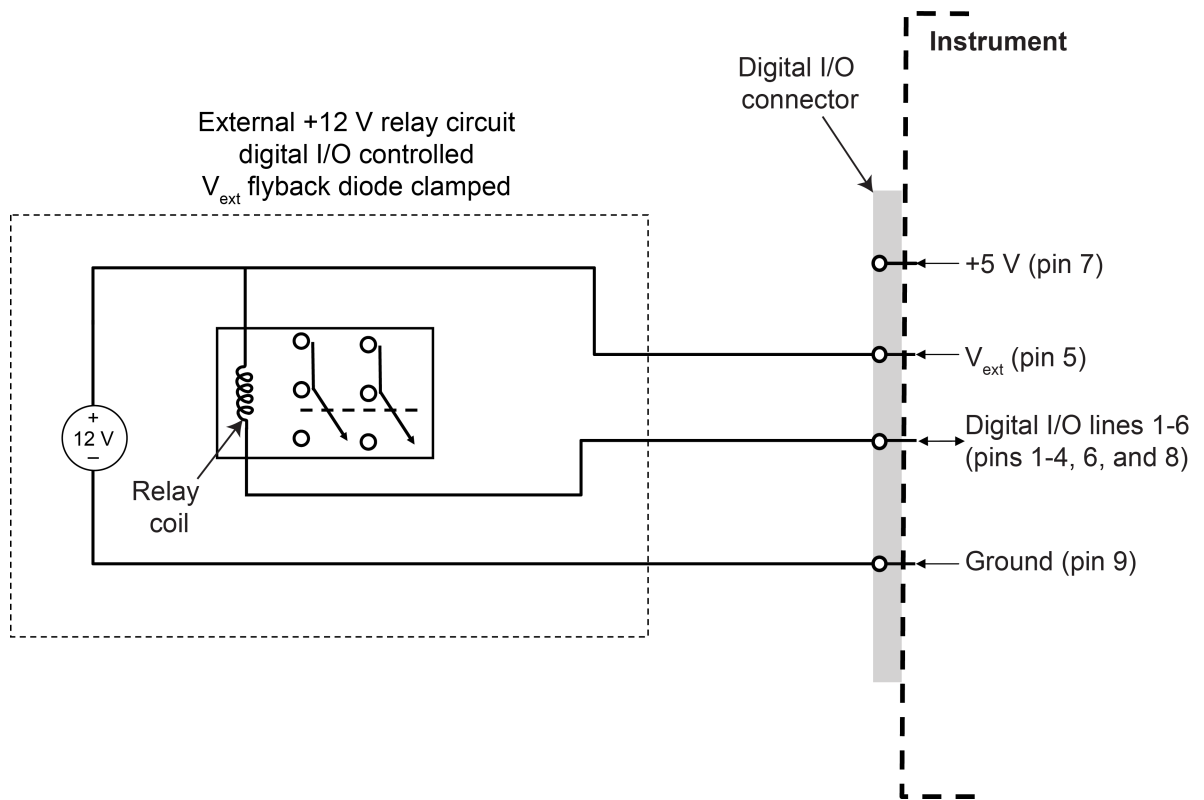 Instrument
Digital I/O
connector
External +12 V relay circuit
digital I/O controlled
Vext flyback diode clamped
+5 V (pin 7)
Vext (pin 5)
+
12 V
–
Digital I/O lines 1-6
(pins 1-4, 6, and 8)
Relay
coil
Ground (pin 9)